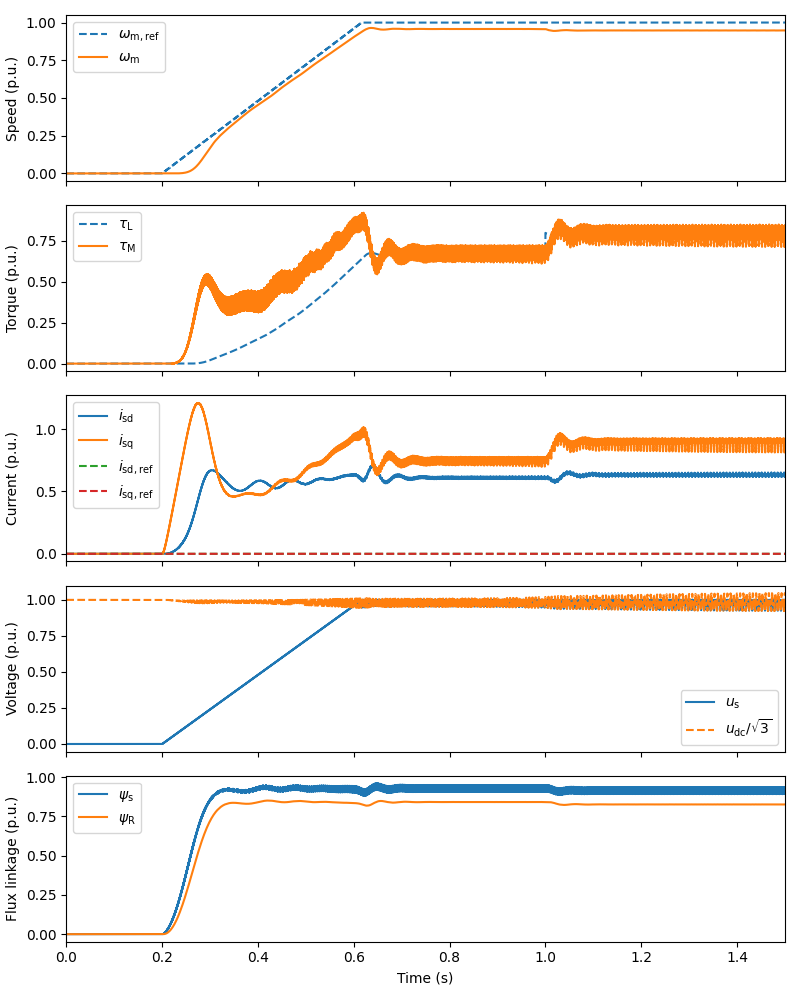 1.00
0.75
0.50
0.25
0.00
Speed (p.u.)
ω_m, ref
ω_m
0.75
0.50
0.25
0.00
Torque (p.u.)
τ_L
τ_M
1.0
0.5
0.0
Current (p.u.)
i_sd
i_sq
i_sd, ref
i_sq, ref
1.00
0.75
0.50
0.25
0.00
Voltage (p.u.)
u_s
u_dc/√3
1.00
0.75
0.50
0.25
0.00
Flux linkage (p.u.)
ψ_s
ψ_R
0.0 0.2 0.4 0.6 0.8 1.0 1.2 1.4
Time (s)